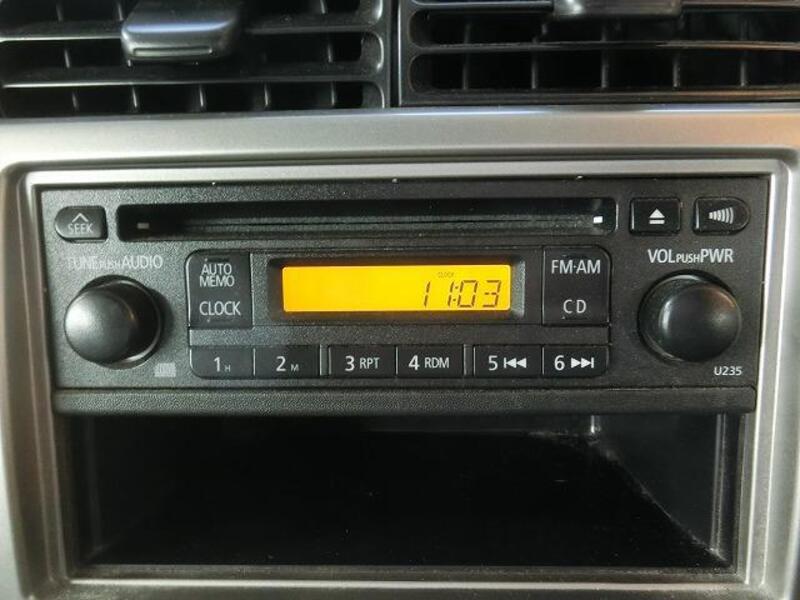 SEEK
TUNE PUSH AUDIO
AUTO MEMO
CLOCK
CLOCK
11:03
FM·AM
CD
VOL PUSH PWR
1 H
2 M
3 RPT
4 RDM
5
6
U235